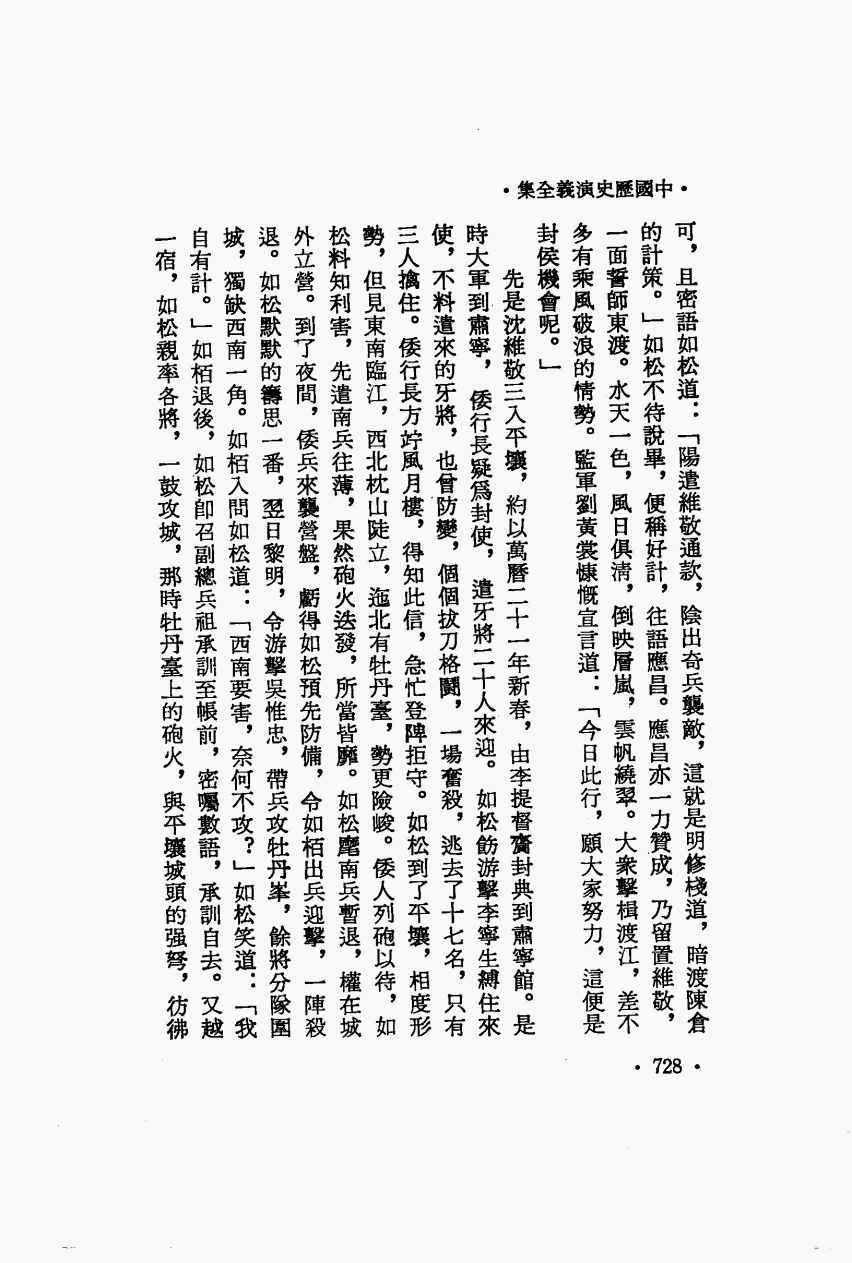 ·中國歷史演義全集·
可，且密語如松道：「陽遣維敬通款，陰出奇兵襲敵，這就是明修棧道，暗渡陳倉
的計策。」如松不待說畢，便稱好計，往語應昌。應昌亦一力贊成，乃留置維敬，
一面誓師東渡。水天一色，風日俱清，倒映層嵐，雲帆繞翠。大衆擊楫渡江，差不
多有乘風破浪的情勢。監軍劉黃裳慷慨宣言道：「今日此行，願大家努力，這便是
封侯機會呢。」
先是沈維敬三入平壤，約以萬曆二十一年新春，由李提督齎封典到肅寧館。是
時大軍到肅寧，倭行長疑爲封使，遣牙將二十人來迎。如松飭游擊李寧生縛住來
使，不料遣來的牙將，也曾防變，個個拔刀格鬪，一場奮殺，逃去了十七名，只有
三人擒住。倭行長方竚風月樓，得知此信，急忙登陴拒守。如松到了平壤，相度形
勢，但見東南臨江，西北枕山陡立，迤北有牡丹臺，勢更險峻。倭人列砲以待，如
松料知利害，先遣南兵往薄，果然砲火迭發，所當皆靡。如松麾南兵暫退，權在城
外立營。到了夜間，倭兵來襲營盤，虧得如松預先防備，令如栢出兵迎擊，一陣殺
退。如松默默的籌思一番，翌日黎明，令游擊吳惟忠，帶兵攻牡丹峯，餘將分隊圍
城，獨缺西南一角。如栢入問如松道：「西南要害，奈何不攻？」如松笑道：「我
自有計。」如栢退後，如松卽召副總兵祖承訓至帳前，密囑數語，承訓自去。又越
一宿，如松親率各將，一鼓攻城，那時牡丹臺上的砲火，與平壤城頭的强弩，彷彿
·728·